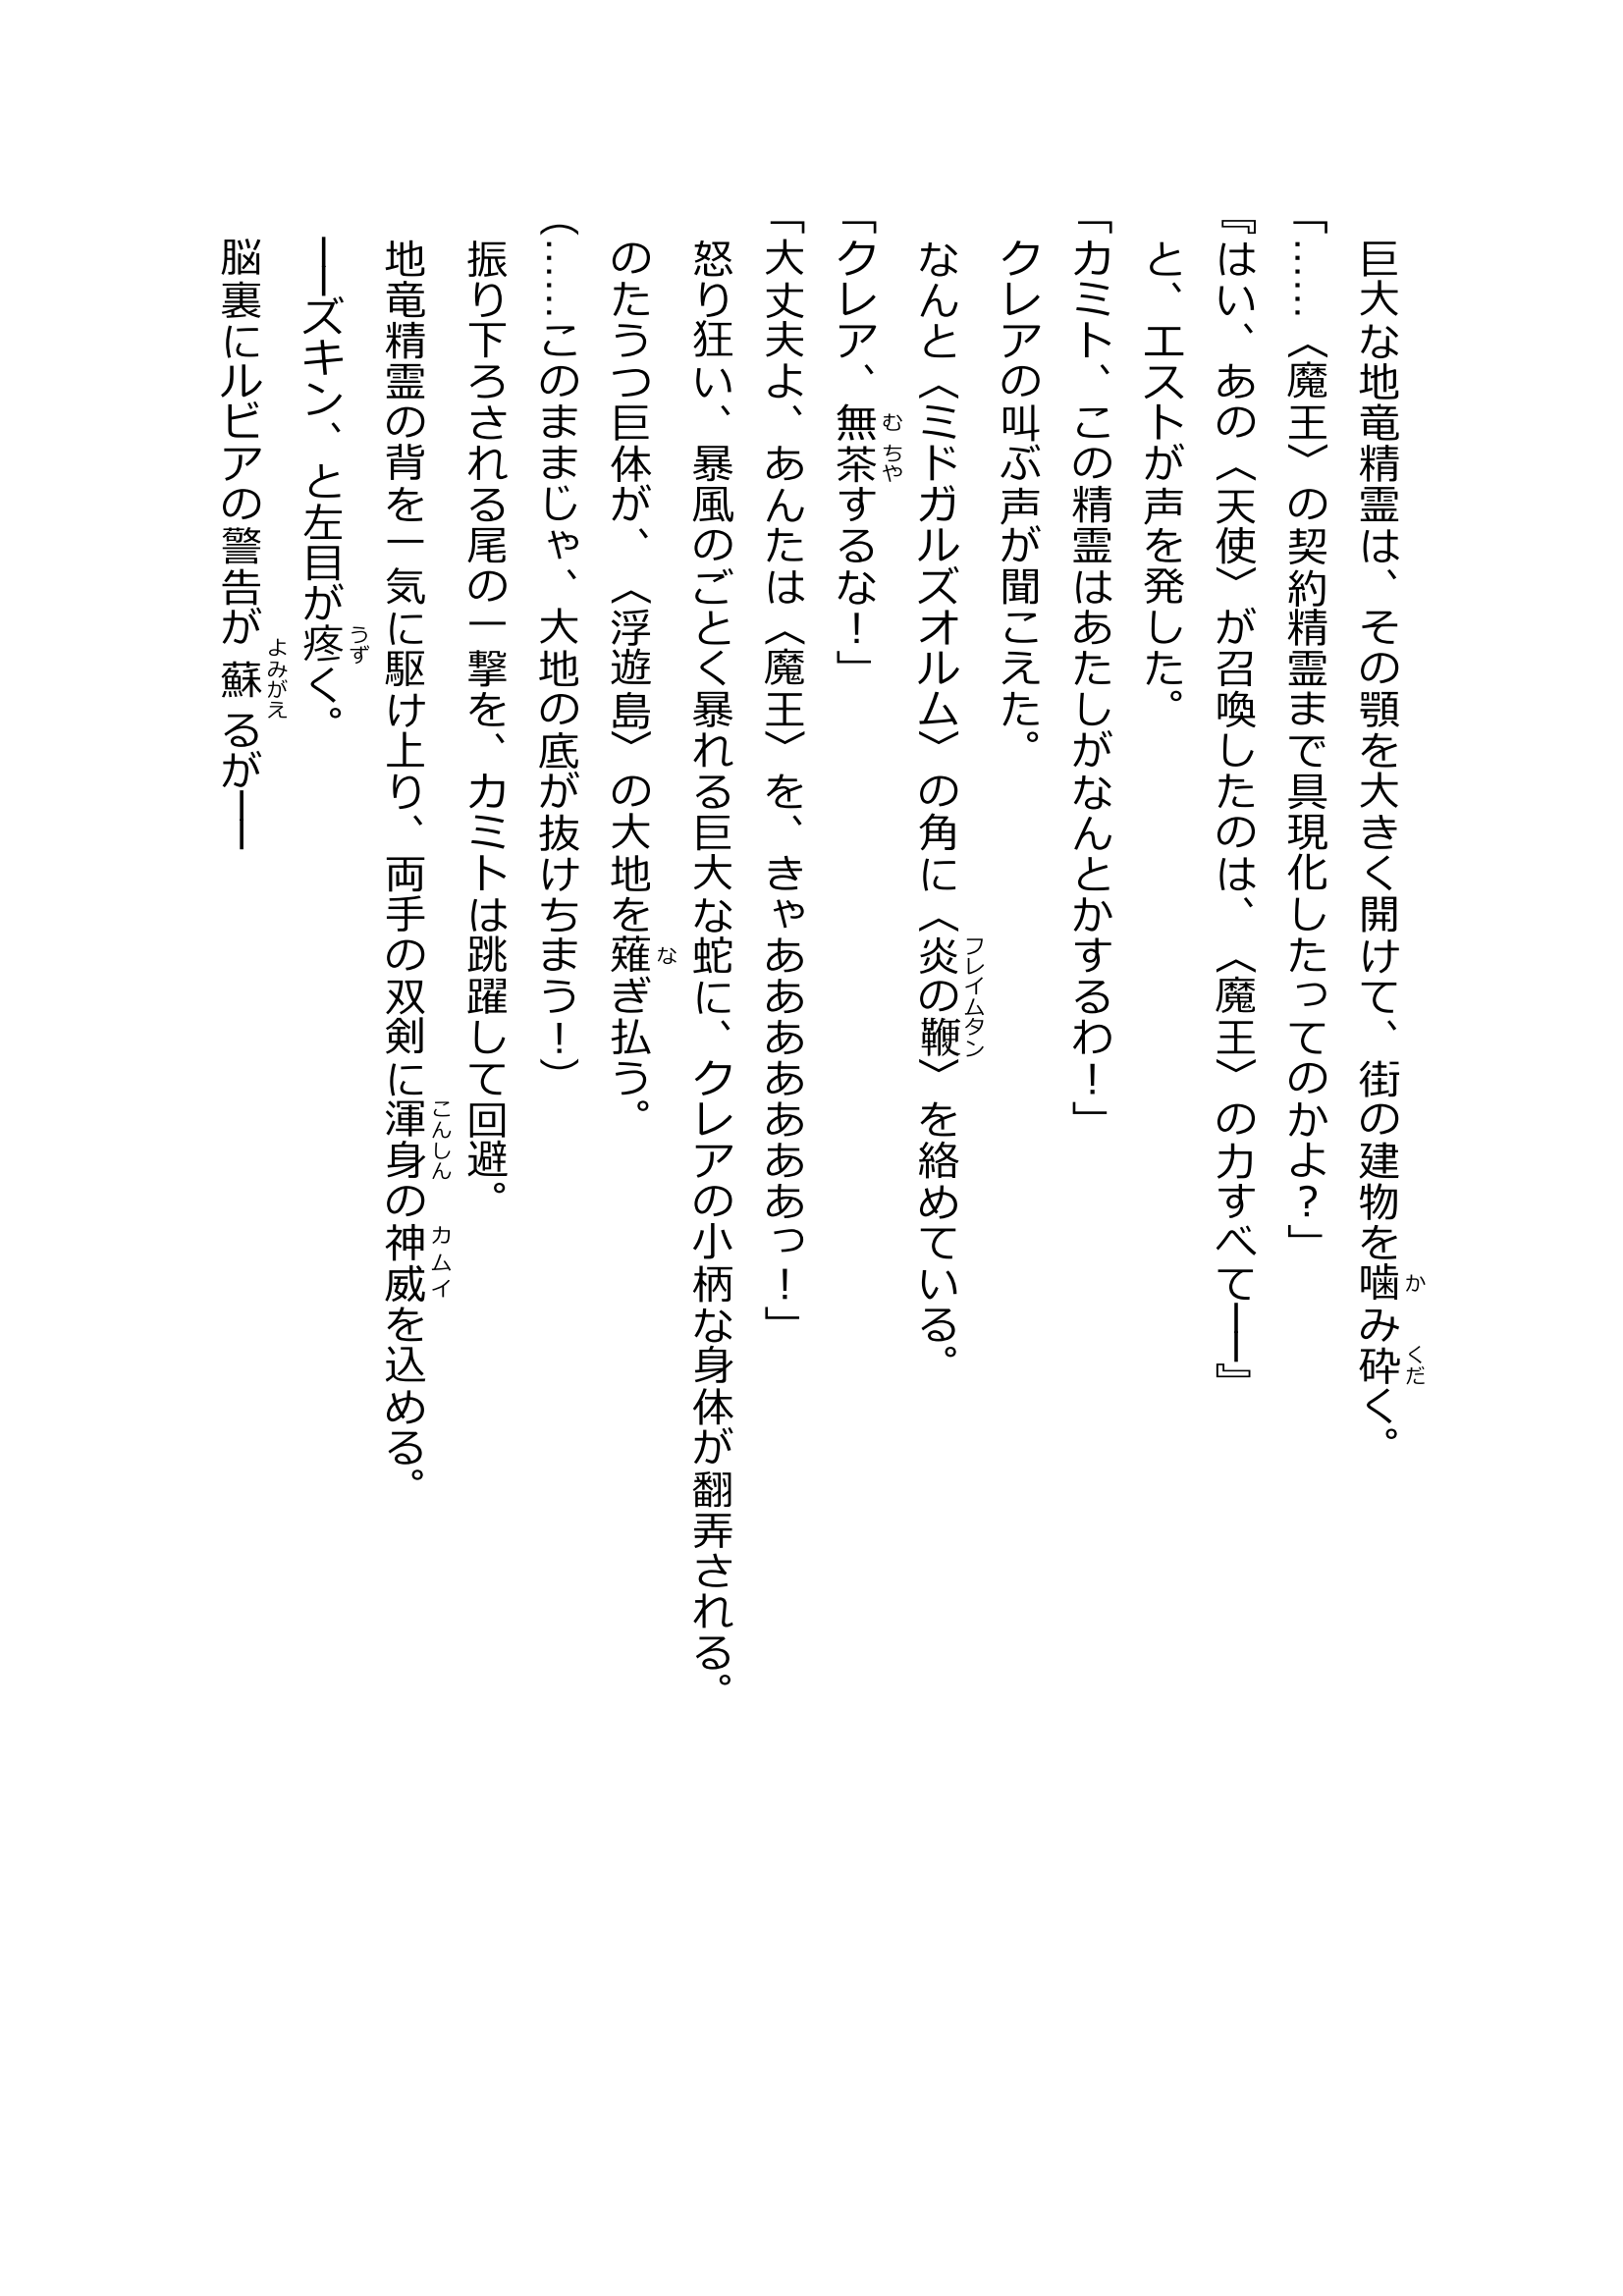 巨大な地竜精霊は、その顎を大きく開けて、街の建物を噛み砕く。
「……〈魔王〉の契約精霊まで具現化したってのかよ？」
『はい、あの〈天使〉が召喚したのは、〈魔王〉の力すべて――』
と、エストが声を発した。
「カミト、この精霊はあたしがなんとかするわ！」
クレアの叫ぶ声が聞こえた。
なんと〈ミドガルズオルム〉の角に〈炎の鞭〉を絡めている。
「クレア、無茶するな！」
「大丈夫よ、あんたは〈魔王〉を、きゃあああああああっ！」
怒り狂い、暴風のごとく暴れる巨大な蛇に、クレアの小柄な身体が翻弄される。
のたうつ巨体が、〈浮遊島〉の大地を薙ぎ払う。
（……このままじゃ、大地の底が抜けちまう！）
振り下ろされる尾の一撃を、カミトは跳躍して回避。
地竜精霊の背を一気に駆け上り、両手の双剣に渾身の神威を込める。
――ズキン、と左目が疼く。
脳裏にルビアの警告が蘇るが――